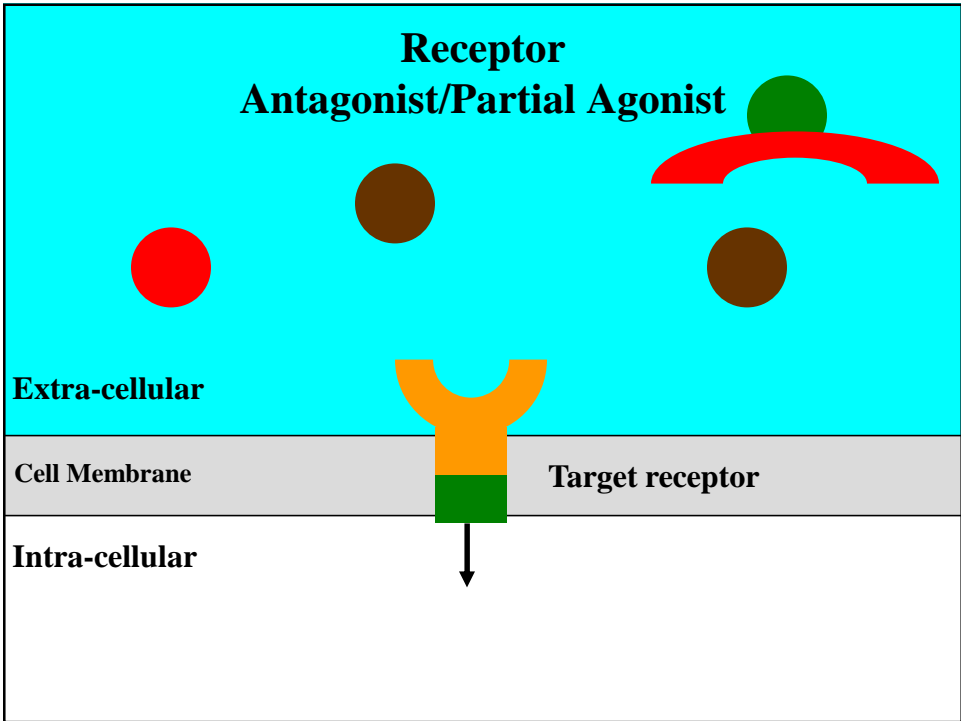 Receptor
Antagonist/Partial Agonist
Extra-cellular
Cell Membrane
Target receptor
Intra-cellular